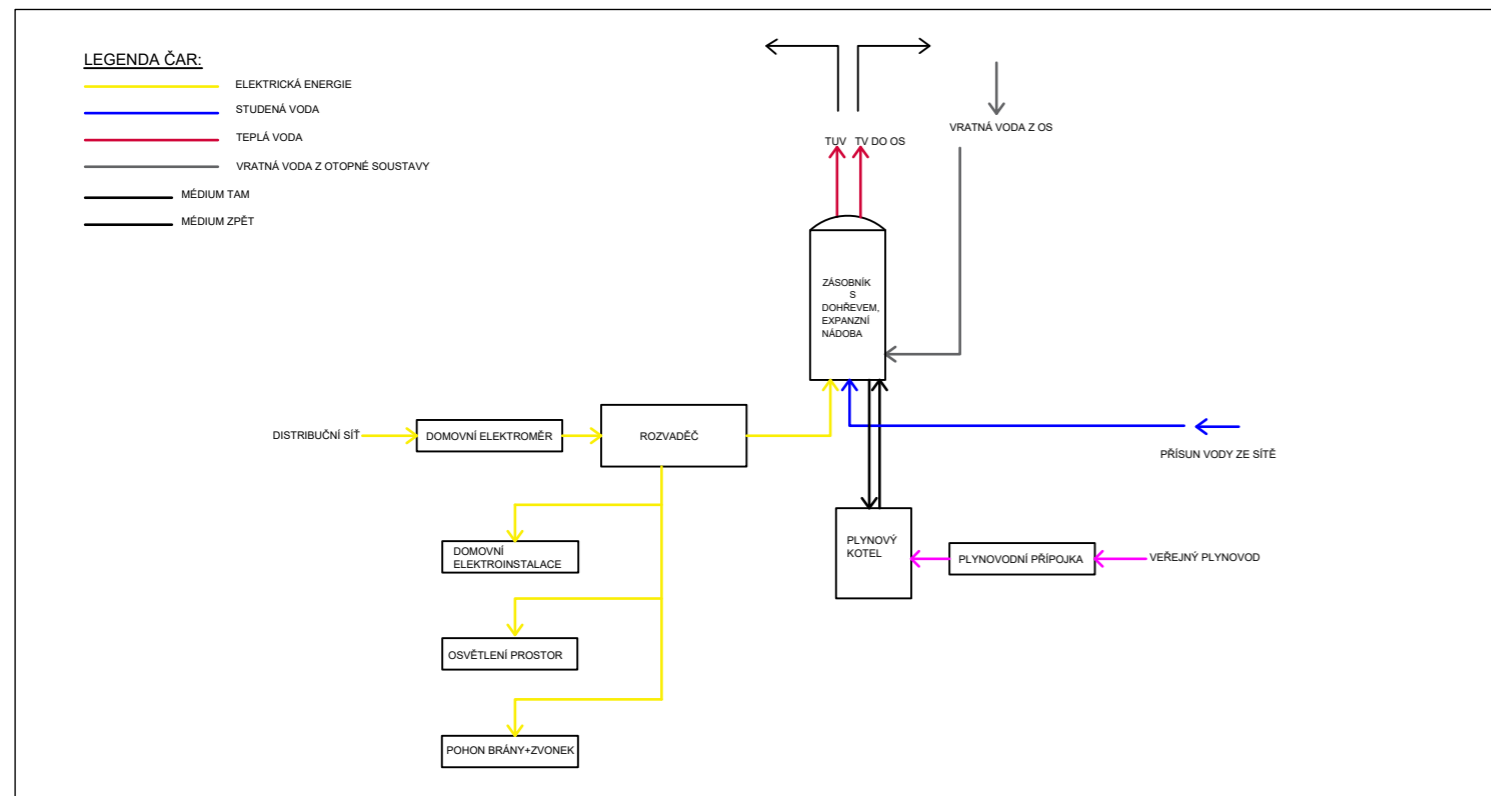 LEGENDA ČAR:
ELEKTRICKÁ ENERGIE
STUDENÁ VODA
TEPLÁ VODA
VRATNÁ VODA Z OTOPNÉ SOUSTAVY
MÉDIUM TAM
MÉDIUM ZPĚT
VRATNÁ VODA Z OS
TUV
TV DO OS
ZÁSOBNÍK
S
DOHŘEVEM,
EXPANZNÍ
NÁDOBA
DISTRIBUČNÍ SÍŤ
DOMOVNÍ ELEKTROMĚR
ROZVADĚČ
PŘÍSUN VODY ZE SÍTĚ
PLYNOVÝ
KOTEL
PLYNOVODNÍ PŘÍPOJKA
VEŘEJNÝ PLYNOVOD
DOMOVNÍ
ELEKTROINSTALACE
OSVĚTLENÍ PROSTOR
POHON BRÁNY+ZVONEK